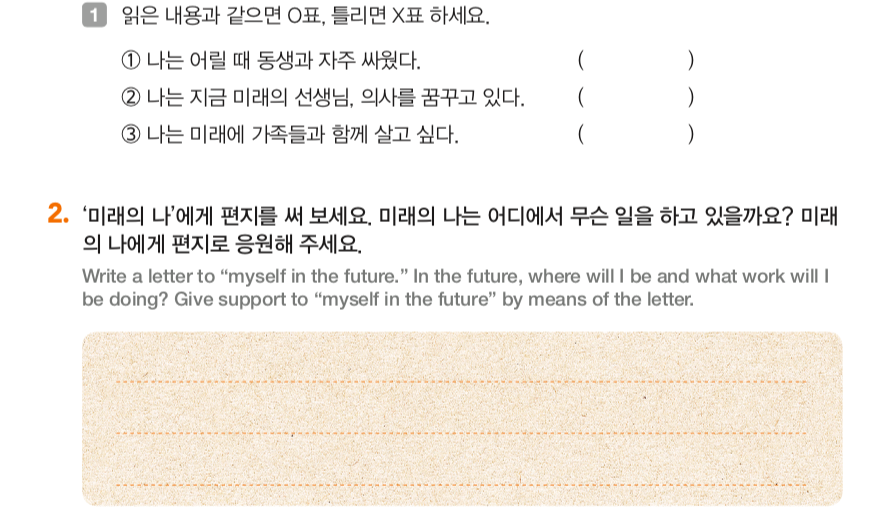 1 읽은 내용과 같으면 O표, 틀리면 X표 하세요.
① 나는 어릴 때 동생과 자주 싸웠다. ( )
② 나는 지금 미래의 선생님, 의사를 꿈꾸고 있다. ( )
③ 나는 미래에 가족들과 함께 살고 싶다. ( )
2. ‘미래의 나’에게 편지를 써 보세요. 미래의 나는 어디에서 무슨 일을 하고 있을까요? 미래
의 나에게 편지로 응원해 주세요.
Write a letter to “myself in the future.” In the future, where will I be and what work will I
be doing? Give support to “myself in the future” by means of the letter.